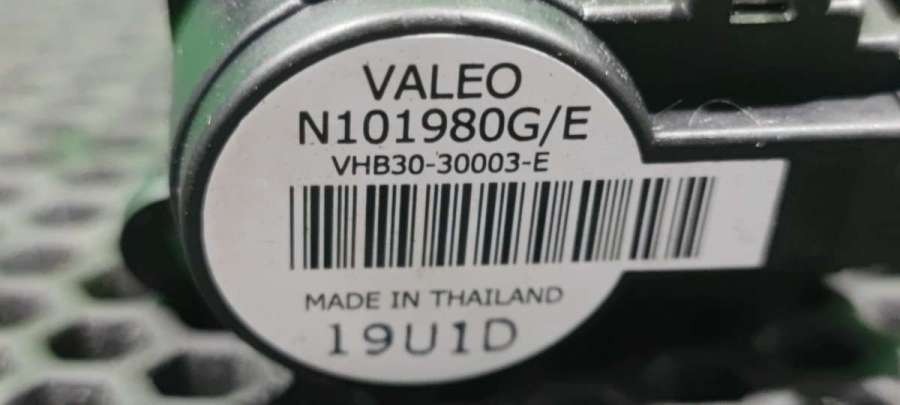 VALEO
N101980G/E
VHB30-30003-E
MADE IN THAILAND
19U1D